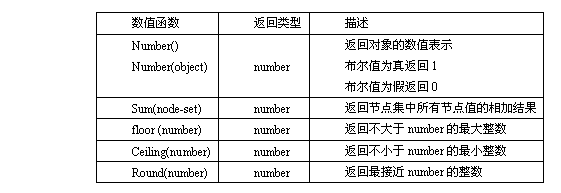 数值函数 返回类型 描述
Number() 返回对象的数值表示
Number(object) number 布尔值为真返回 1
布尔值为假返回 0
Sum(node-set) number 返回节点集中所有节点值的相加结果
floor (number) number 返回不大于 number 的最大整数
Ceiling(number) number 返回不小于 number 的最小整数
Round(number) number 返回最接近 number 的整数